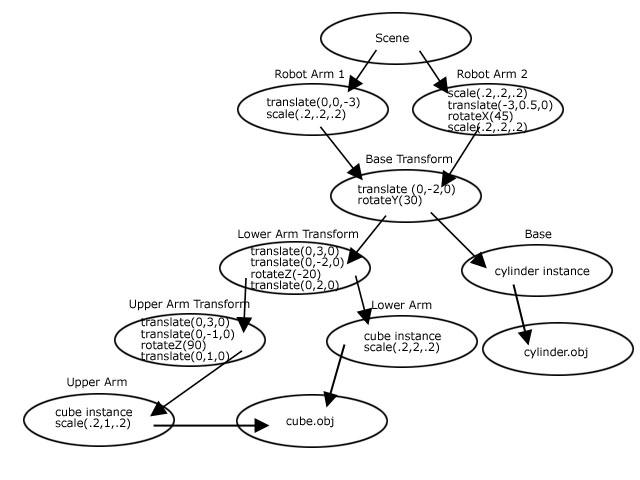 Scene
Robot Arm 1
translate(0,0,-3)
scale(.2,.2,.2)
Robot Arm 2
scale(.2,.2,.2)
translate(-3,0.5,0)
rotateX(45)
scale(.2,.2,.2)
Base Transform
translate (0,-2,0)
rotateY(30)
Lower Arm Transform
translate(0,3,0)
translate(0,-2,0)
rotateZ(-20)
translate(0,2,0)
Base
cylinder instance
Upper Arm Transform
translate(0,3,0)
translate(0,-1,0)
rotateZ(90)
translate(0,1,0)
Lower Arm
cube instance
scale(.2,2,.2)
cylinder.obj
Upper Arm
cube instance
scale(.2,1,.2)
cube.obj